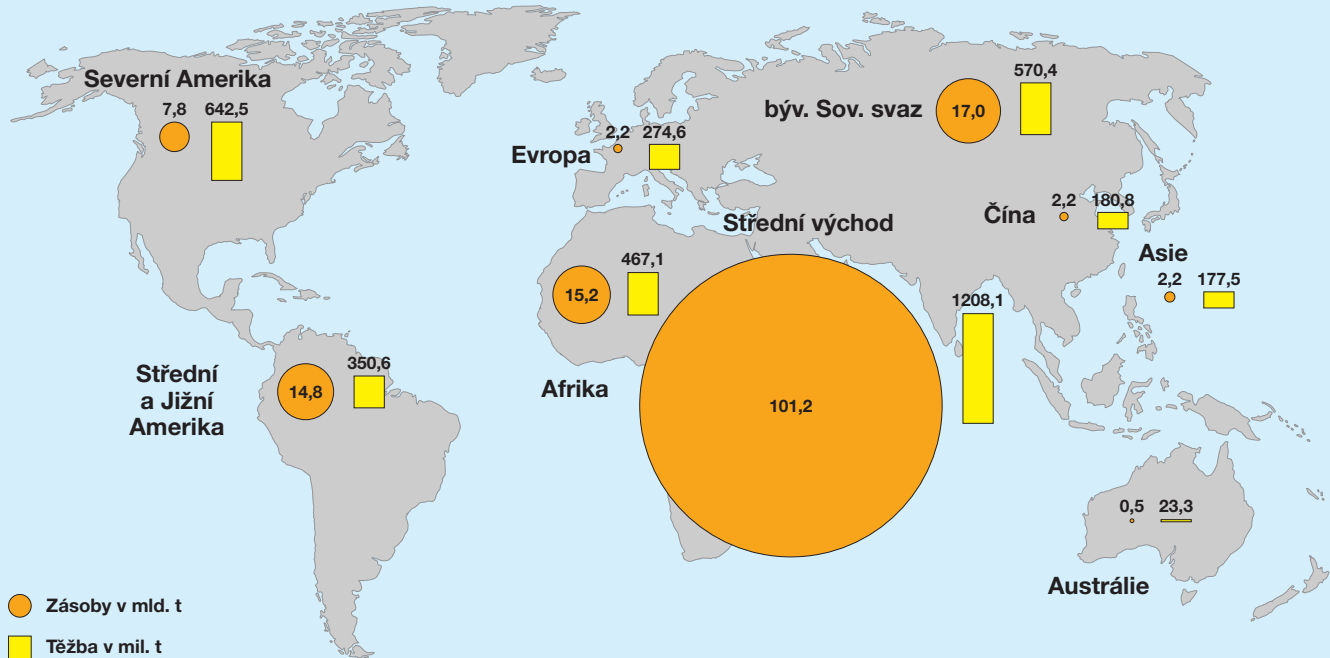 Severní Amerika
7,8 642,5
býv. Sov. svaz
17,0
570,4
Evropa
2,2 274,6
Čína
2,2 180,8
Střední východ
101,2
1208,1
Asie
2,2 177,5
Afrika
15,2
467,1
Střední
a Jižní
Amerika
14,8
350,6
0,5 23,3
Austrálie
Zásoby v mld. t
Těžba v mil. t